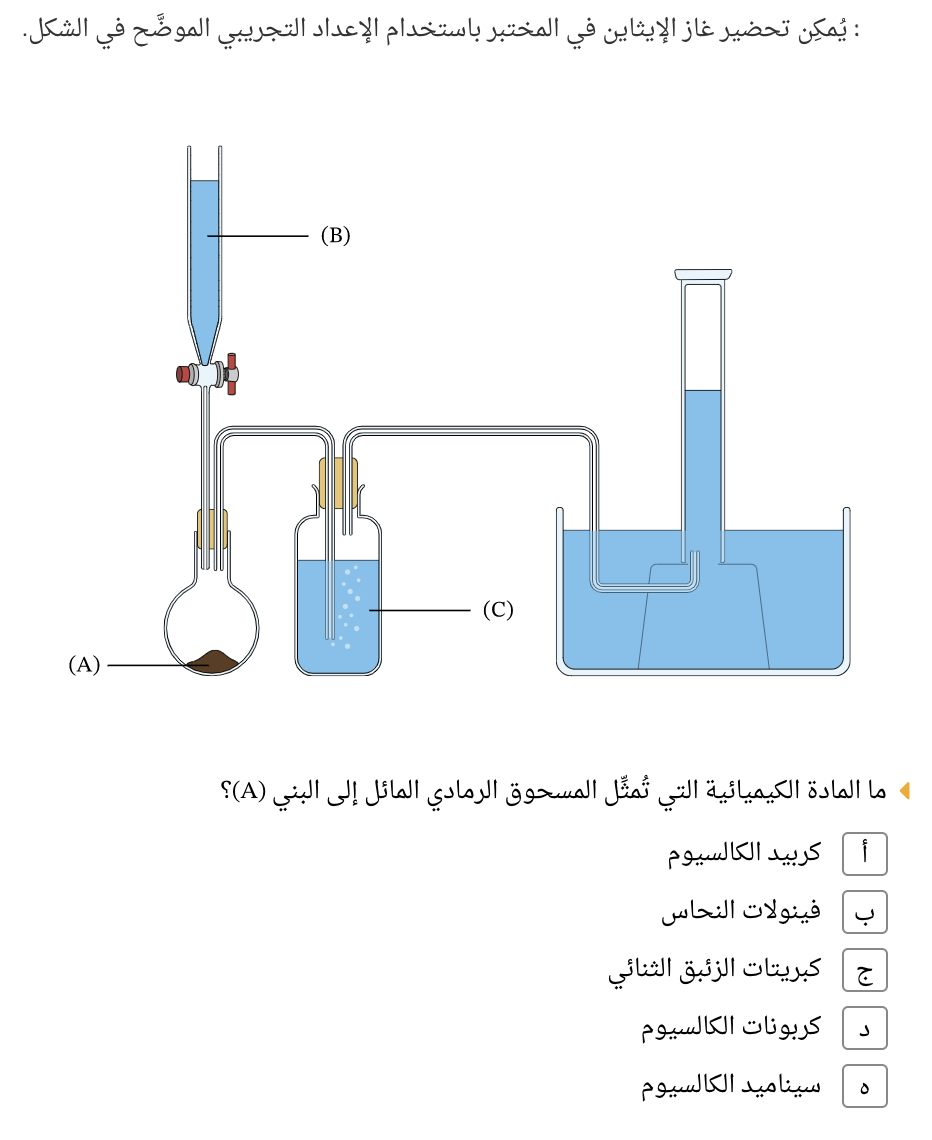 : يُمكِن تحضير غاز الإيثاين في المختبر باستخدام الإعداد التجريبي الموضَّح في الشكل.
(B)
(C)
(A)
ما المادة الكيميائية التي تُمثِّل المسحوق الرمادي المائل إلى البني (A)؟
أ كربيد الكالسيوم
ب فينولات النحاس
ج كبريتات الزئبق الثنائي
د كربونات الكالسيوم
ه سيناميد الكالسيوم